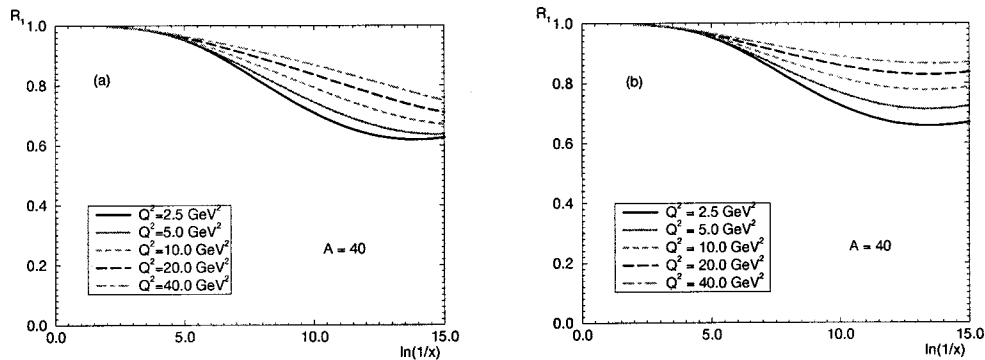 R₁
1.0
0.8
0.6
0.4
0.2
0.0
(a)
Q²=2.5 GeV²
Q²=5.0 GeV²
Q²=10.0 GeV²
Q²=20.0 GeV²
Q²=40.0 GeV²
A = 40
0.0
5.0
10.0
15.0
ln(1/x)
R₁
1.0
0.8
0.6
0.4
0.2
0.0
(b)
Q² = 2.5 GeV²
Q² = 5.0 GeV²
Q² = 10.0 GeV²
Q² = 20.0 GeV²
Q² = 40.0 GeV²
A = 40
0.0
5.0
10.0
15.0
ln(1/x)